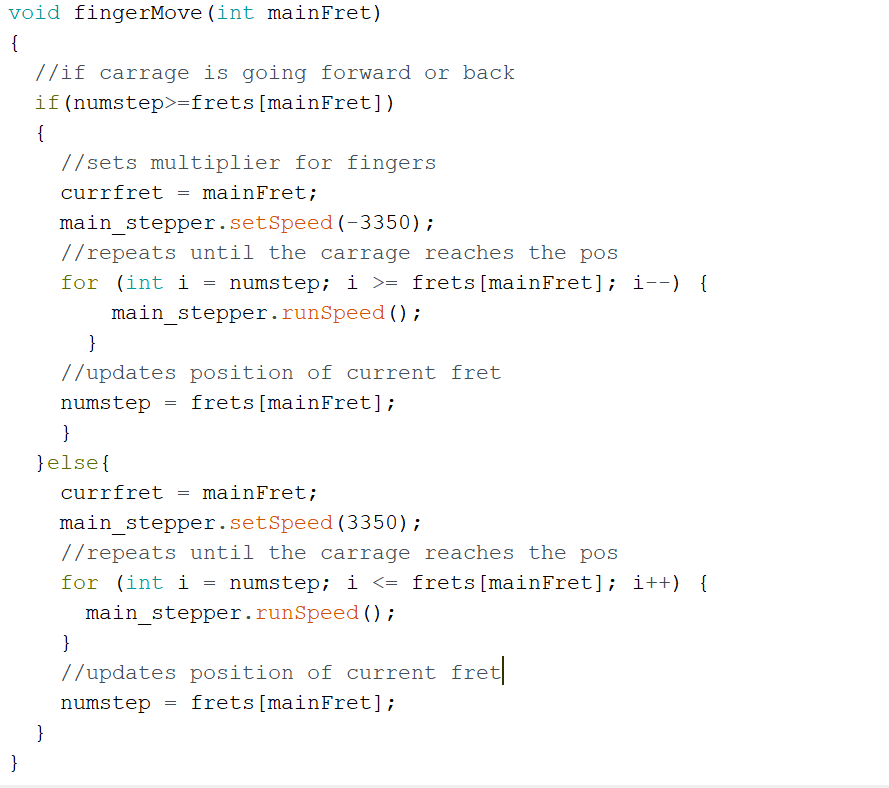 void fingerMove(int mainFret)
{
  //if carrage is going forward or back
  if(numstep>=frets[mainFret])
  {
    //sets multiplier for fingers
    currfret = mainFret;
    main_stepper.setSpeed(-3350);
    //repeats until the carrage reaches the pos
    for (int i = numstep; i >= frets[mainFret]; i--) {
        main_stepper.runSpeed();
      }
    //updates position of current fret
    numstep = frets[mainFret];
    }
  }else{
    currfret = mainFret;
    main_stepper.setSpeed(3350);
    //repeats until the carrage reaches the pos
    for (int i = numstep; i <= frets[mainFret]; i++) {
      main_stepper.runSpeed();
    }
    //updates position of current fret
    numstep = frets[mainFret];
  }
}